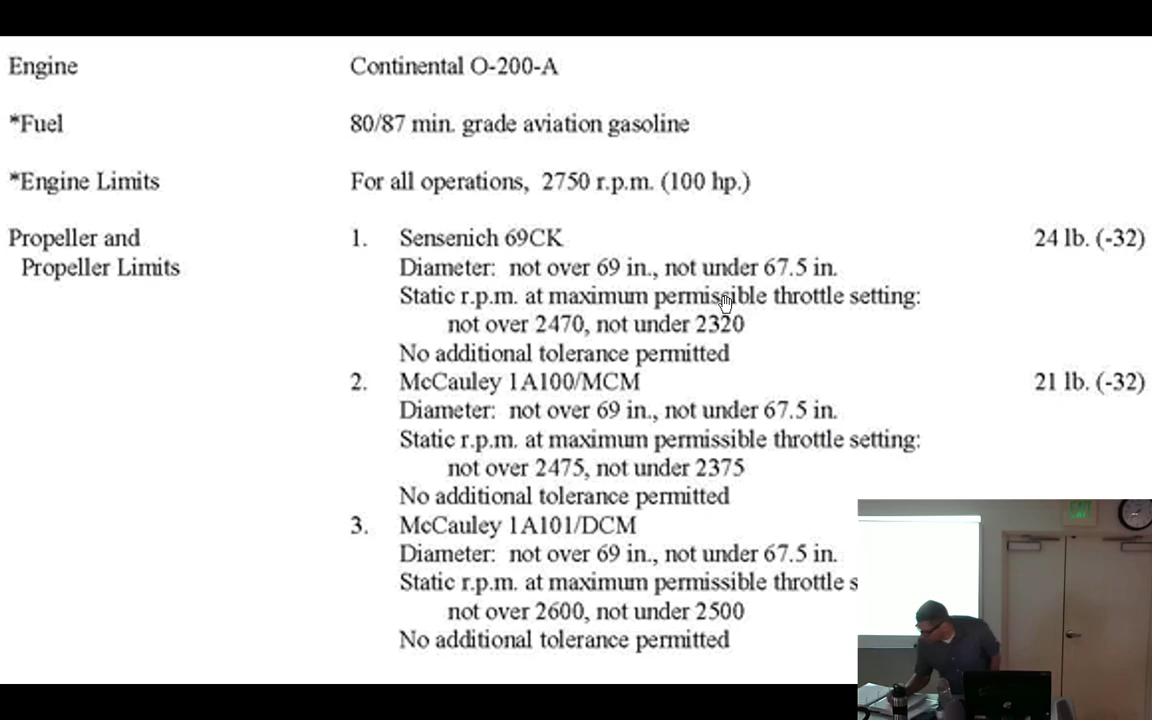 Engine Continental O-200-A
*Fuel 80/87 min. grade aviation gasoline
*Engine Limits For all operations, 2750 r.p.m. (100 hp.)
Propeller and 1. Sensenich 69CK 24 lb. (-32)
Propeller Limits Diameter: not over 69 in., not under 67.5 in.
Static r.p.m. at maximum permissible throttle setting:
not over 2470, not under 2320
No additional tolerance permitted
2. McCauley 1A100/MCM 21 lb. (-32)
Diameter: not over 69 in., not under 67.5 in.
Static r.p.m. at maximum permissible throttle setting:
not over 2475, not under 2375
No additional tolerance permitted
3. McCauley 1A101/DCM
Diameter: not over 69 in., not under 67.5 in.
Static r.p.m. at maximum permissible throttle s
not over 2600, not under 2500
No additional tolerance permitted
EXIT